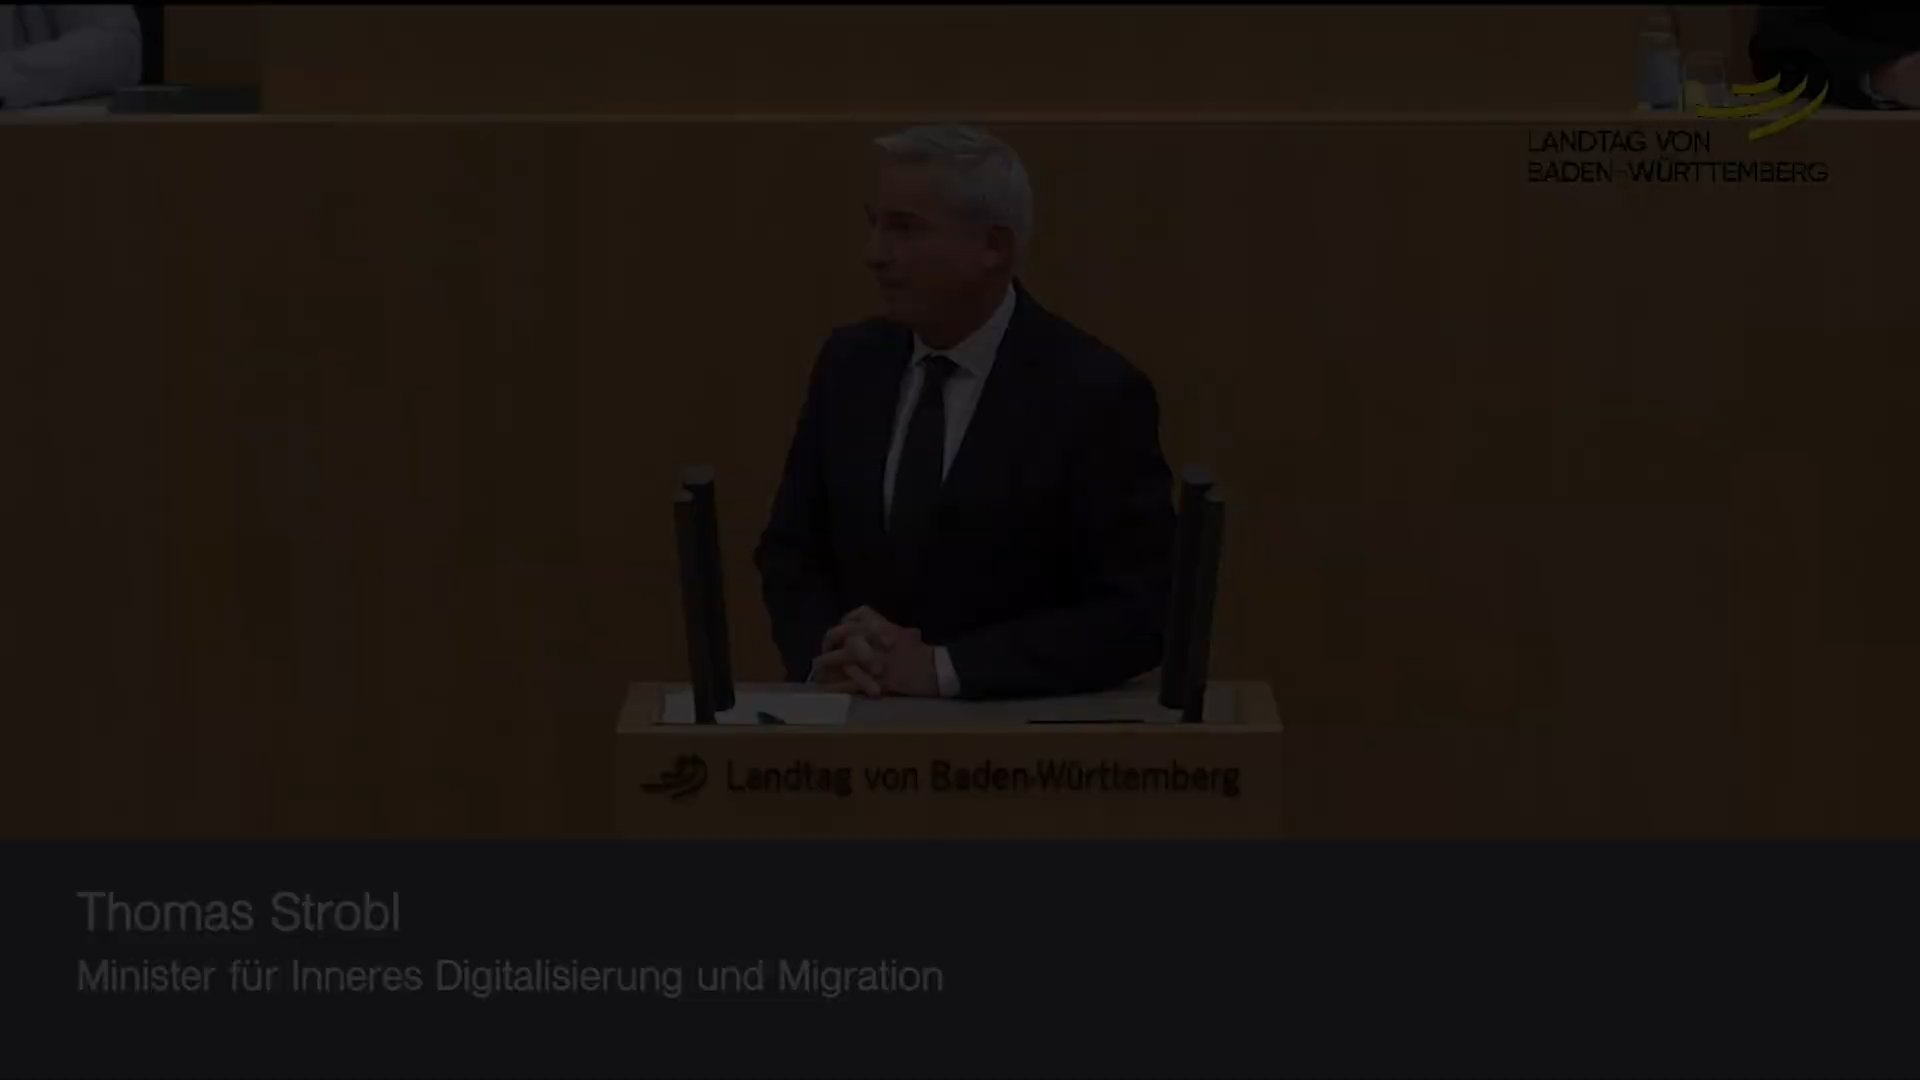 LANDTAG VON
BADEN-WÜRTTEMBERG
Landtag von Baden-Württemberg
Thomas Strobl
Minister für Inneres Digitalisierung und Migration